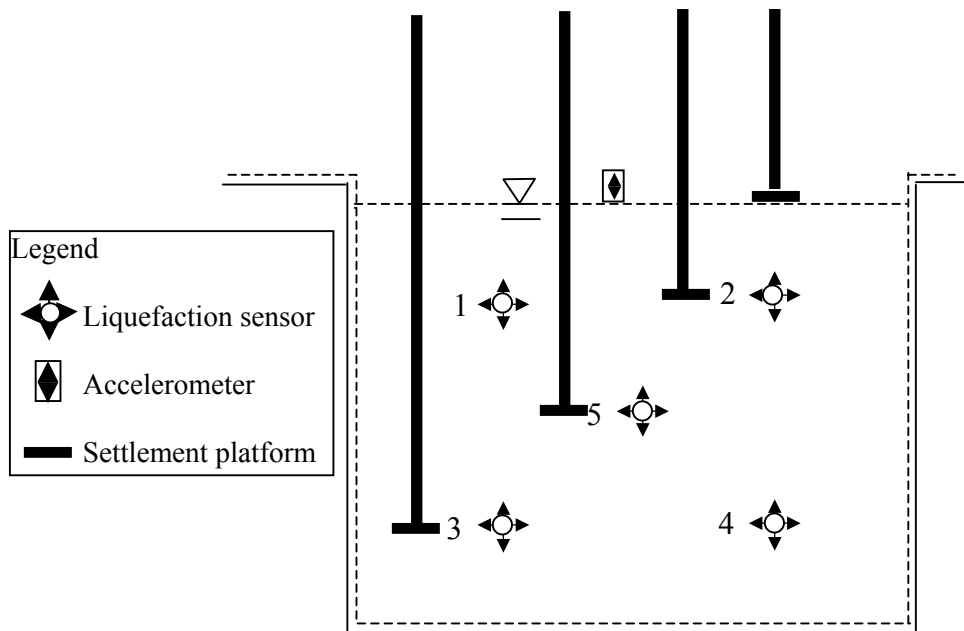 Legend
Liquefaction sensor
Accelerometer
Settlement platform
1
2
5
3
4